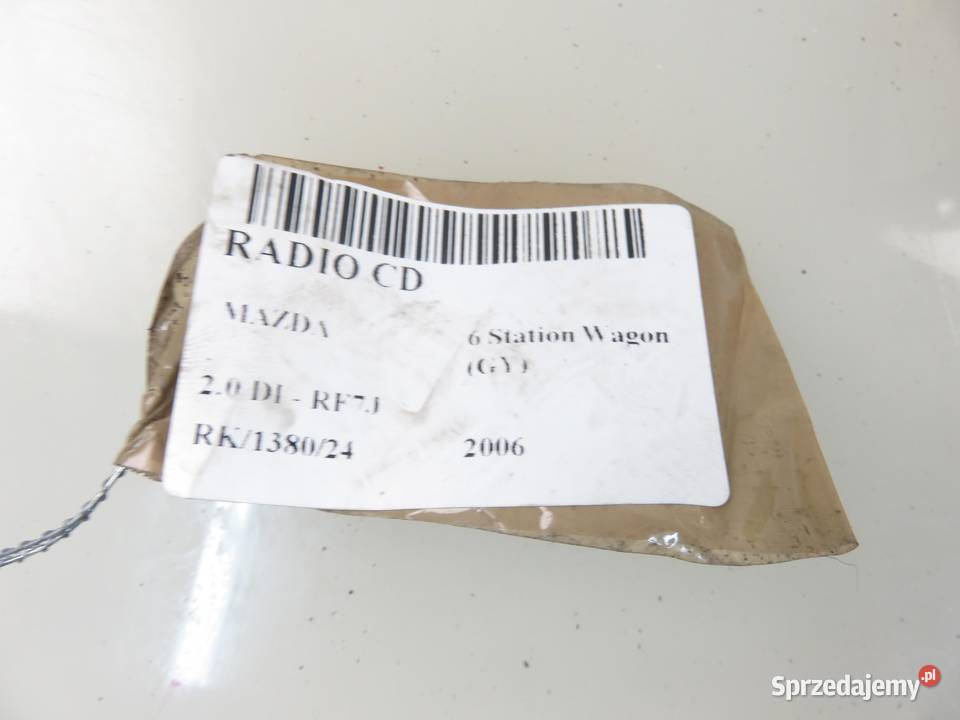 RADIO CD
MAZDA
6 Station Wagon
(GY)
2.0 DI - RF7J
RK/1380/24
2006
Sprzedajemy.pl